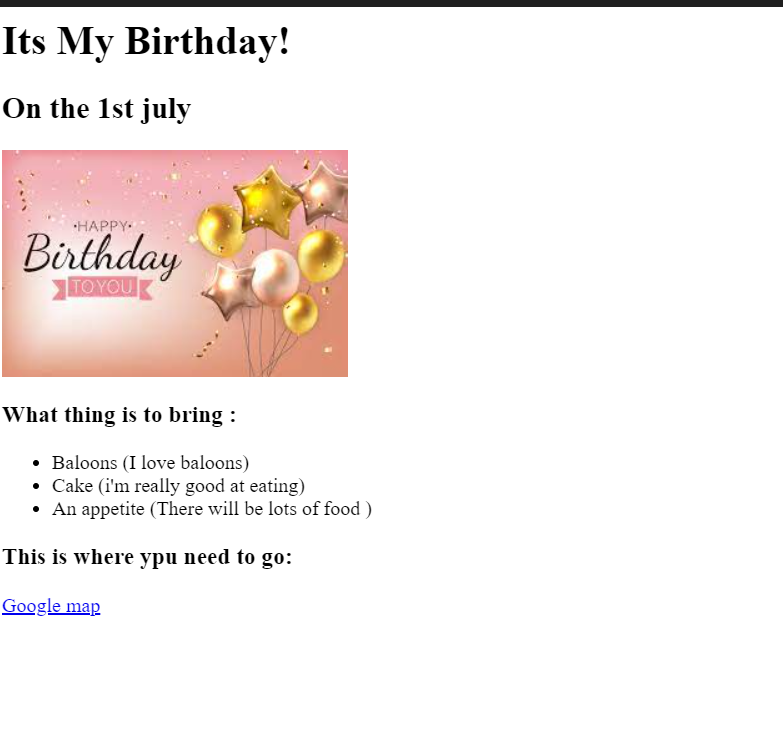 Its My Birthday!
On the 1st july
·HAPPY·
Birthday
TO YOU
What thing is to bring :
Baloons (I love baloons)
Cake (i'm really good at eating)
An appetite (There will be lots of food )
This is where ypu need to go:
Google map